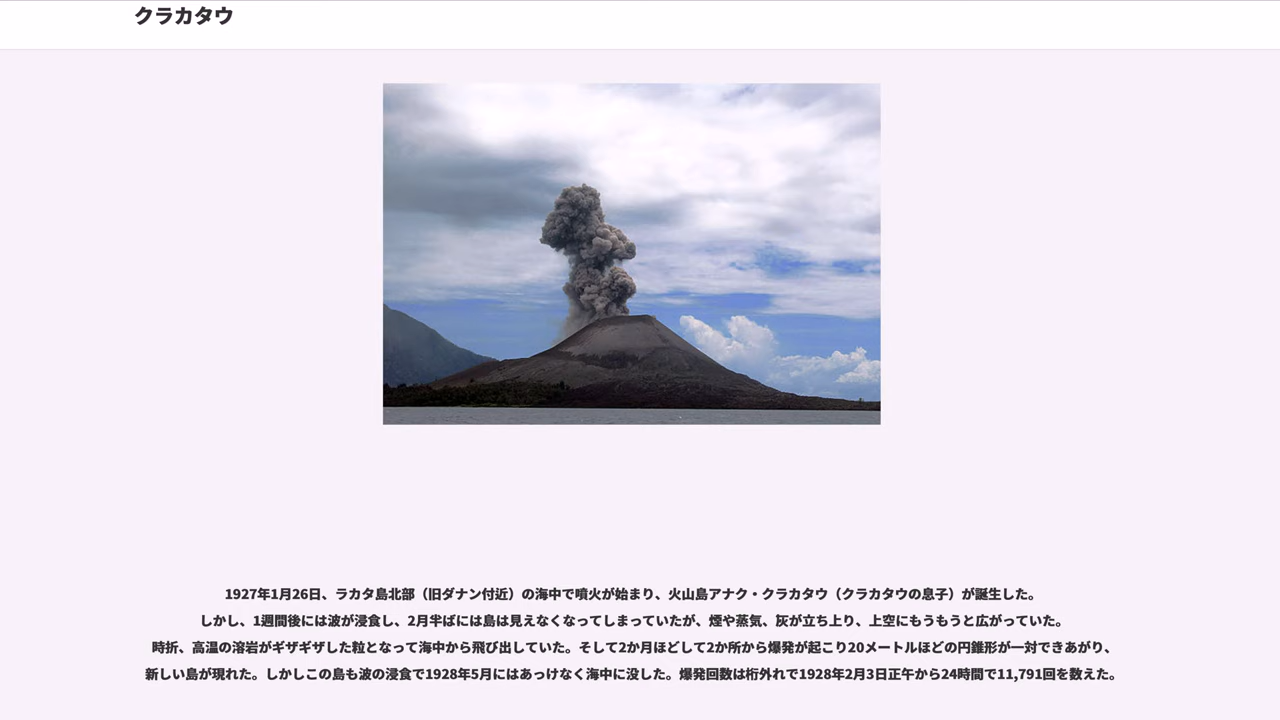 クラカタウ
1927年1月26日、ラカタ島北部（旧ダナン付近）の海中で噴火が始まり、火山島アナク・クラカタウ（クラカタウの息子）が誕生した。
しかし、1週間後には波が浸食し、2月半ばには島は見えなくなってしまっていたが、煙や蒸気、灰が立ち上り、上空にもうもうと広がっていた。
時折、高温の溶岩がギザギザした粒となって海中から飛び出していた。そして2か月ほどして2か所から爆発が起こり20メートルほどの円錐形が一対できあがり、
新しい島が現れた。しかしこの島も波の浸食で1928年5月にはあっけなく海中に没した。爆発回数は桁外れで1928年2月3日正午から24時間で11,791回を数えた。